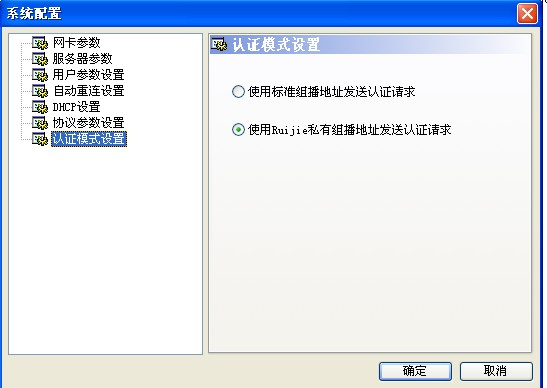 系统配置
网卡参数
服务器参数
用户参数设置
自动重连设置
DHCP设置
协议参数设置
认证模式设置
认证模式设置
使用标准组播地址发送认证请求
使用Ruijie私有组播地址发送认证请求
确定
取消